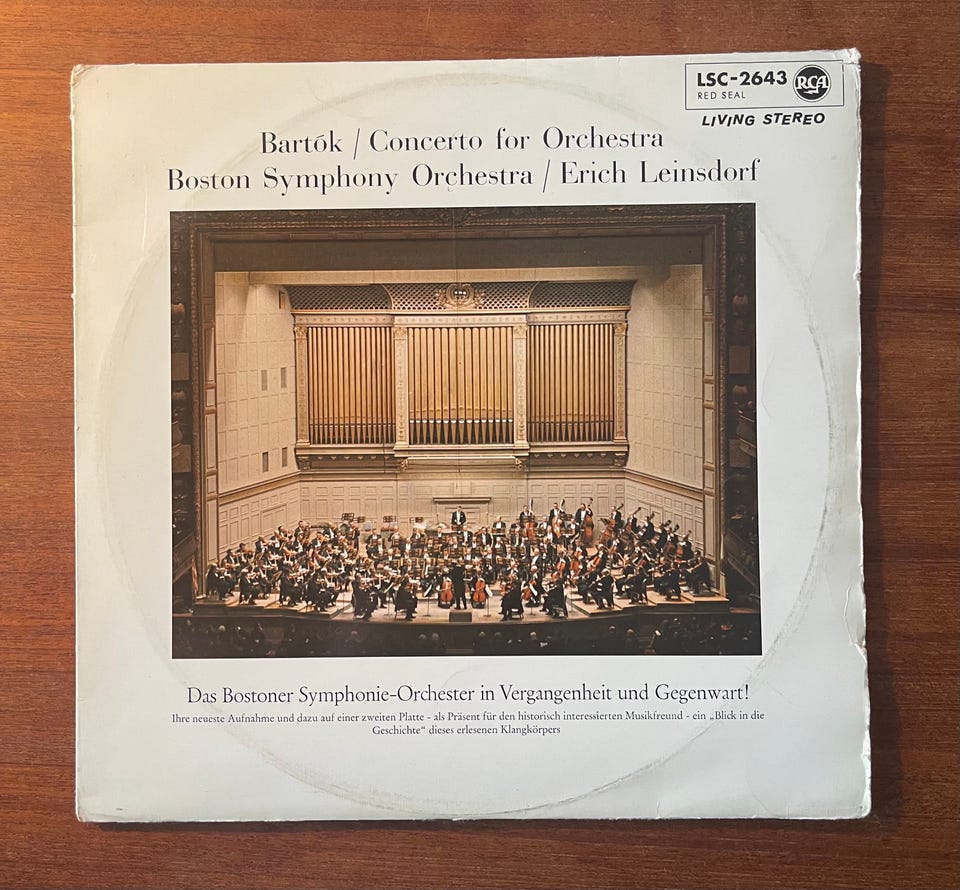 LSC-2643 RCA
RED SEAL
LIVING STEREO
Bartók / Concerto for Orchestra
Boston Symphony Orchestra / Erich Leinsdorf
Das Bostoner Symphonie-Orchester in Vergangenheit und Gegenwart!
Ihre neueste Aufnahme und dazu auf einer zweiten Platte - als Präsent für den historisch interessierten Musikfreund - ein „Blick in die
Geschichte“ dieses erlesenen Klangkörpers